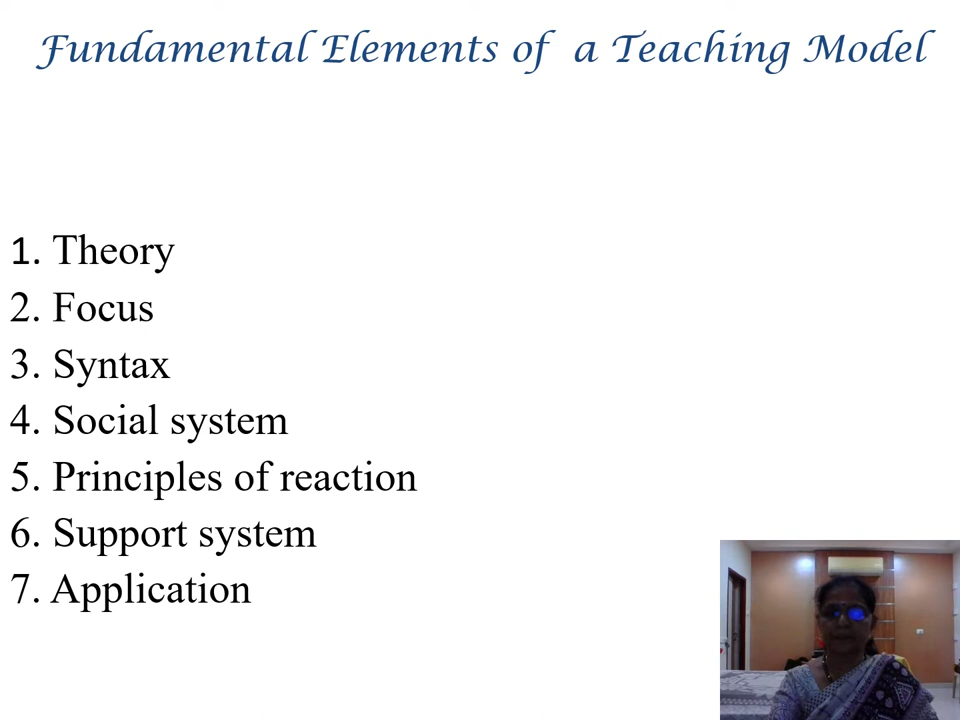 Fundamental Elements of a Teaching Model
1. Theory
2. Focus
3. Syntax
4. Social system
5. Principles of reaction
6. Support system
7. Application